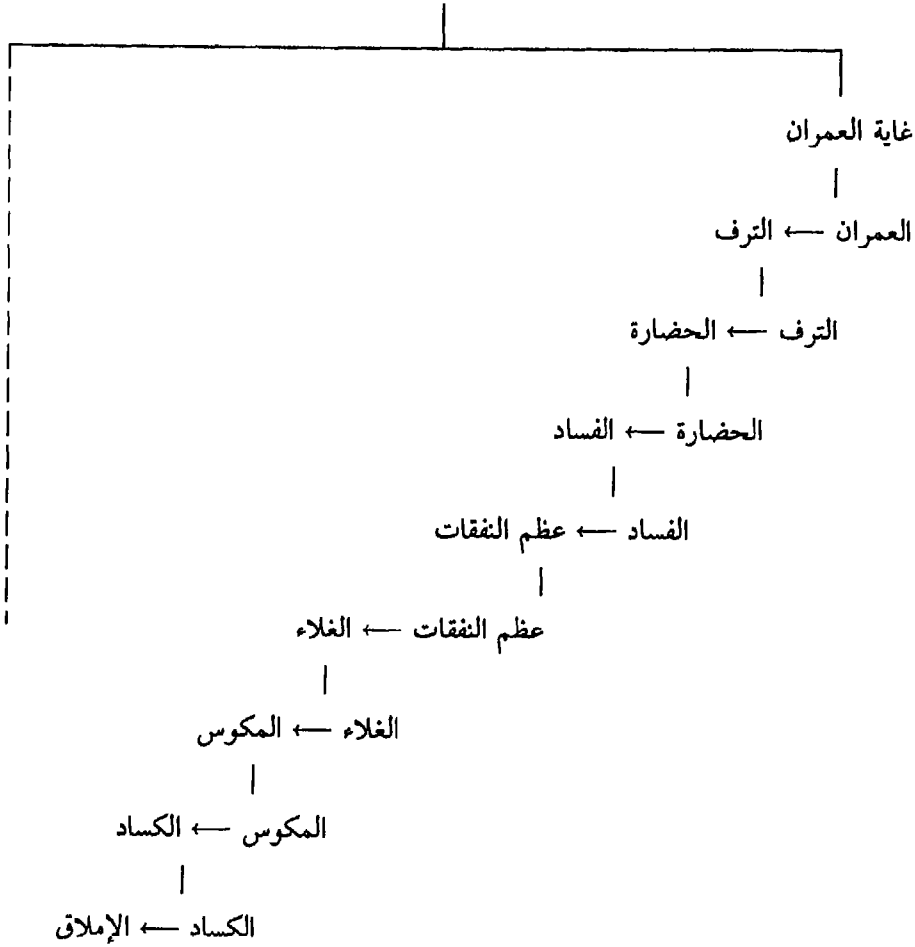 غاية العمران
العمران ← الترف
الترف ← الحضارة
الحضارة ← الفساد
الفساد ← عظم النفقات
عظم النفقات ← الغلاء
الغلاء ← المكوس
المكوس ← الكساد
الكساد ← الإملاق